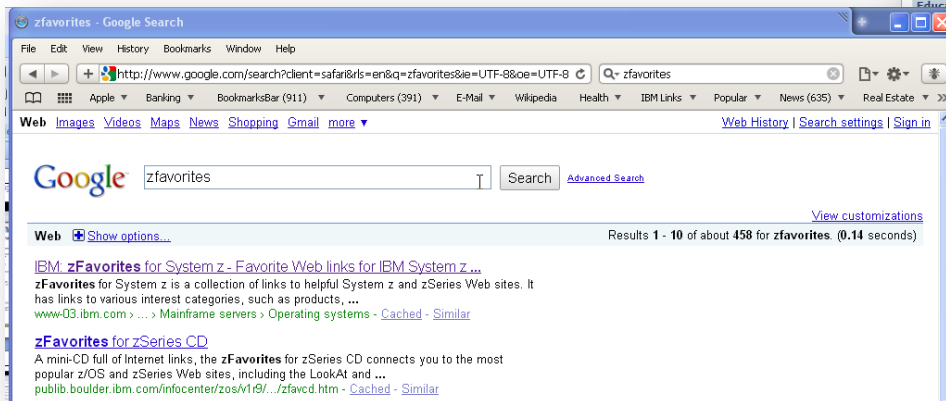 Educ
zfavorites - Google Search
File Edit View History Bookmarks Window Help
http://www.google.com/search?client=safari&rls=en&q=zfavorites&ie=UTF-8&oe=UTF-8 zfavorites
Apple Banking BookmarksBar (911) Computers (391) E-Mail Wikipedia Health IBM Links Popular News (635) Real Estate
Web Images Videos Maps News Shopping Gmail more Web History | Search settings | Sign in
Google zfavorites Search Advanced Search
View customizations
Web Show options... Results 1 - 10 of about 458 for zfavorites. (0.14 seconds)
IBM: zFavorites for System z - Favorite Web links for IBM System z ...
zFavorites for System z is a collection of links to helpful System z and zSeries Web sites. It
has links to various interest categories, such as products, ...
www-03.ibm.com › ... › Mainframe servers › Operating systems - Cached - Similar
zFavorites for zSeries CD
A mini-CD full of Internet links, the zFavorites for zSeries CD connects you to the most
popular z/OS and zSeries Web sites, including the LookAt and ...
publib.boulder.ibm.com/infocenter/zos/v1r9/.../zfavcd.htm - Cached - Similar